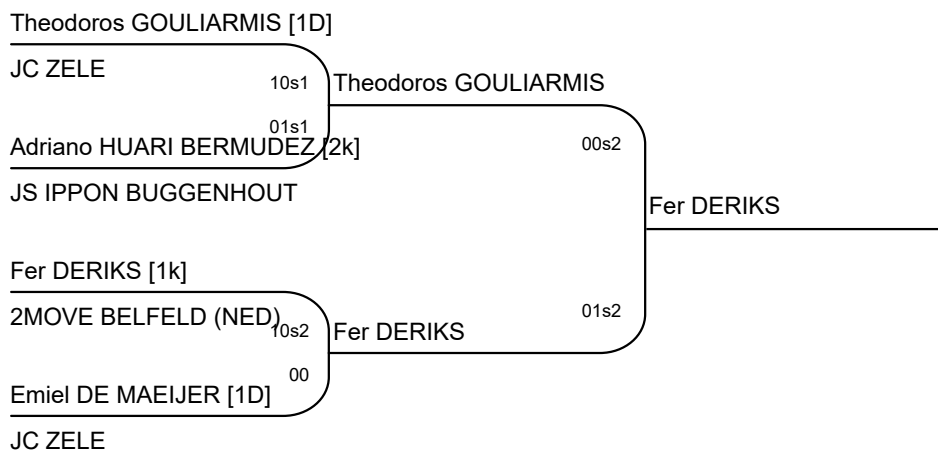 Theodoros GOULIARMIS [1D]
JC ZELE
10s1
Theodoros GOULIARMIS
01s1
Adriano HUARI BERMUDEZ [2k]
00s2
JS IPPON BUGGENHOUT
Fer DERIKS
Fer DERIKS [1k]
2MOVE BELFELD (NED)
01s2
10s2
Fer DERIKS
00
Emiel DE MAEIJER [1D]
JC ZELE